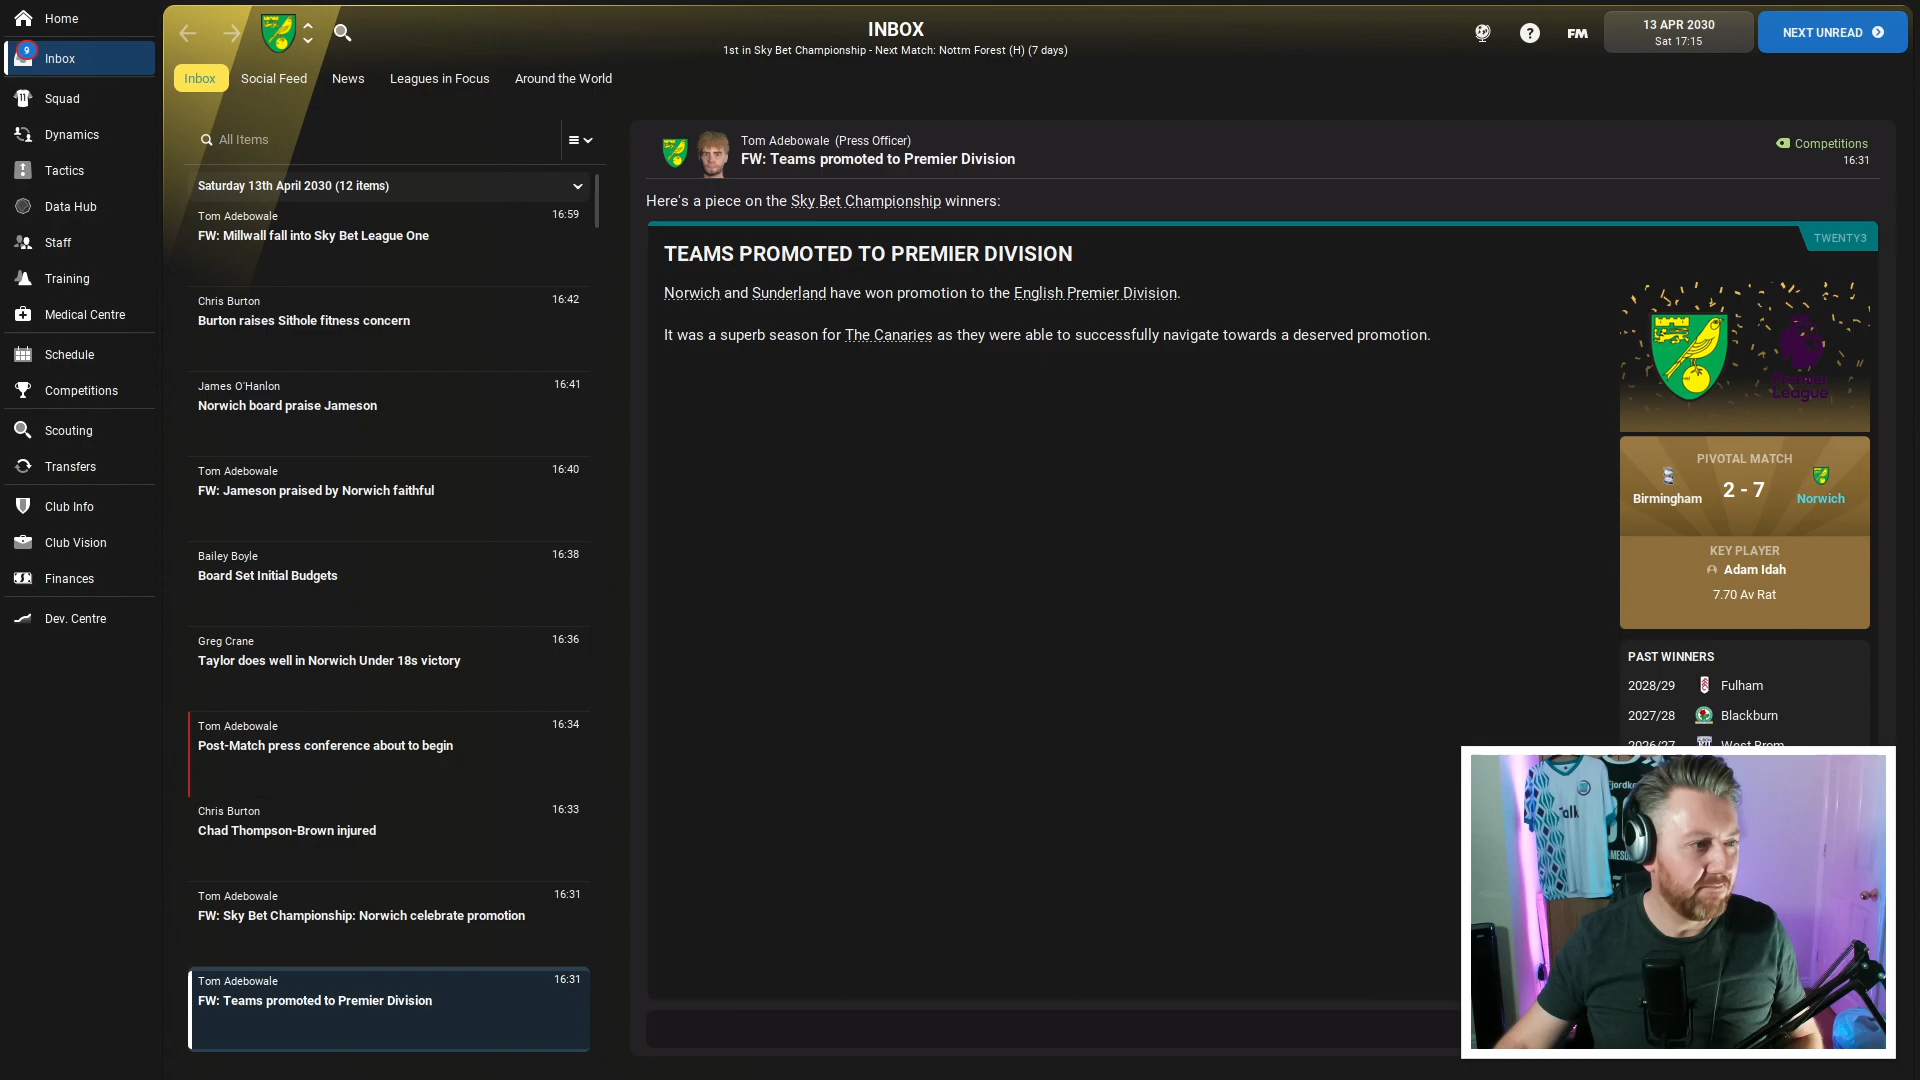 Home
9
Inbox
Squad
Dynamics
Tactics
Data Hub
Staff
Training
Medical Centre
Schedule
Competitions
Scouting
Transfers
Club Info
Club Vision
Finances
Dev. Centre
INBOX
1st in Sky Bet Championship - Next Match: Nottm Forest (H) (7 days)
FM
13 APR 2030
Sat 17:15
NEXT UNREAD
Inbox
Social Feed
News
Leagues in Focus
Around the World
All Items
Saturday 13th April 2030 (12 items)
Tom Adebowale 16:59
FW: Millwall fall into Sky Bet League One
Chris Burton 16:42
Burton raises Sithole fitness concern
James O'Hanlon 16:41
Norwich board praise Jameson
Tom Adebowale 16:40
FW: Jameson praised by Norwich faithful
Bailey Boyle 16:38
Board Set Initial Budgets
Greg Crane 16:36
Taylor does well in Norwich Under 18s victory
Tom Adebowale 16:34
Post-Match press conference about to begin
Chris Burton 16:33
Chad Thompson-Brown injured
Tom Adebowale 16:31
FW: Sky Bet Championship: Norwich celebrate promotion
Tom Adebowale 16:31
FW: Teams promoted to Premier Division
Tom Adebowale (Press Officer)
FW: Teams promoted to Premier Division
Competitions
16:31
Here's a piece on the Sky Bet Championship winners:
TWENTY3
TEAMS PROMOTED TO PREMIER DIVISION
Norwich and Sunderland have won promotion to the English Premier Division.
It was a superb season for The Canaries as they were able to successfully navigate towards a deserved promotion.
Premier
League
PIVOTAL MATCH
Birmingham 2 - 7 Norwich
KEY PLAYER
Adam Idah
7.70 Av Rat
PAST WINNERS
2028/29 Fulham
2027/28 Blackburn
2026/27 West Brom
Talk